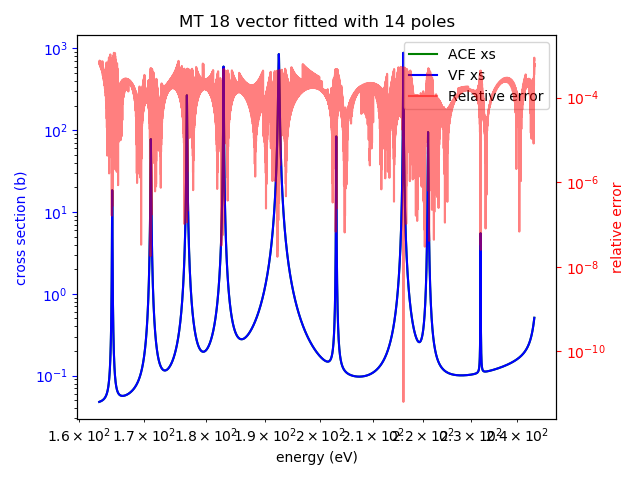 MT 18 vector fitted with 14 poles
ACE xs
VF xs
Relative error
10³
10²
10¹
10⁰
10⁻¹
cross section (b)
10⁻⁴
10⁻⁶
10⁻⁸
10⁻¹⁰
relative error
1.6 × 10² 1.7 × 10² 1.8 × 10² 1.9 × 10² 2 × 10² 2.1 × 10² 2.2 × 10² 2.3 × 10² 2.4 × 10²
energy (eV)